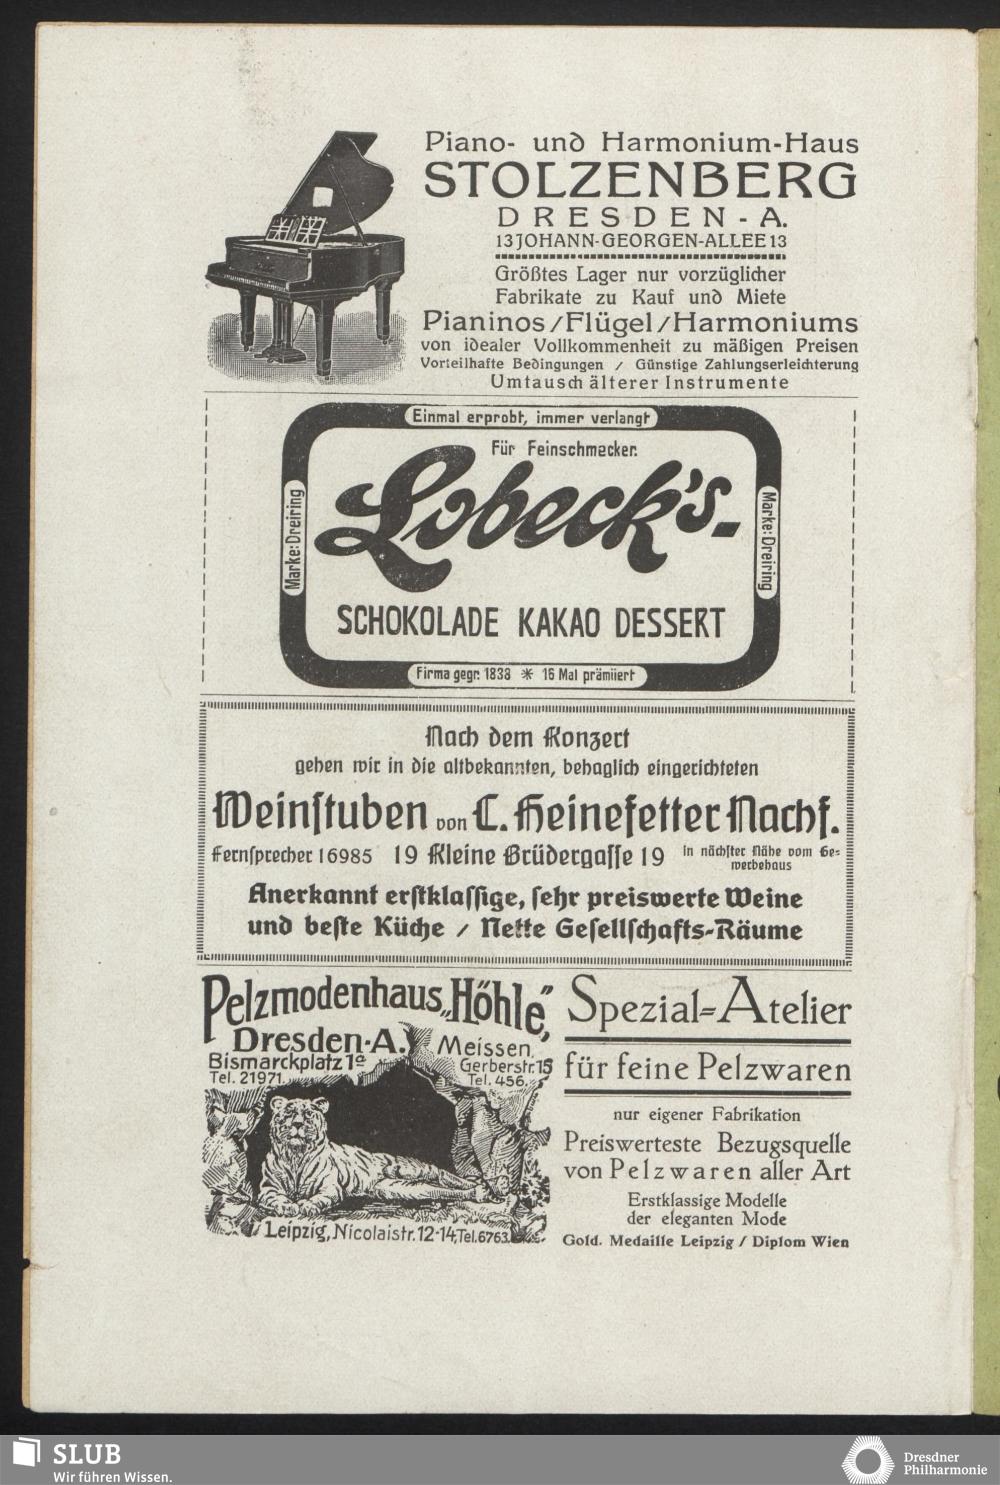 Piano- und Harmonium-Haus
STOLZENBERG
DRESDEN-A.
13 JOHANN-GEORGEN-ALLEE 13
Größtes Lager nur vorzüglicher
Fabrikate zu Kauf und Miete
Pianinos / Flügel / Harmoniums
von idealer Vollkommenheit zu mäßigen Preisen
Vorteilhafte Bedingungen / Günstige Zahlungserleichterung
Umtausch älterer Instrumente
Einmal erprobt, immer verlangt
Für Feinschmecker.
Marke: Dreiring
Lobeck's-
Marke: Dreiring
SCHOKOLADE KAKAO DESSERT
Firma gegr. 1838 * 16 Mal prämiiert
Nach dem Konzert
gehen wir in die altbekannten, behaglich eingerichteten
Weinſtuben von C. Heinefetter Nachf.
Fernſprecher 16985 19 Kleine Brüdergaſſe 19 In nächſter Nähe vom Ge-
werbehaus
Anerkannt erſtklaſſige, ſehr preiswerte Weine
und beſte Küche / Nette Geſellſchafts-Räume
Pelzmodenhaus „Höhle",
Dresden-A.
Bismarckplatz 1a
Tel. 21971.
Meissen,
Gerberstr. 15
Tel. 456.
Leipzig, Nicolaistr. 12-14, Tel. 6763.
Spezial-Atelier
für feine Pelzwaren
nur eigener Fabrikation
Preiswerteste Bezugsquelle
von Pelzwaren aller Art
Erstklassige Modelle
der eleganten Mode
Gold. Medaille Leipzig / Diplom Wien
SLUB
Wir führen Wissen.
Dresdner
Philharmonie